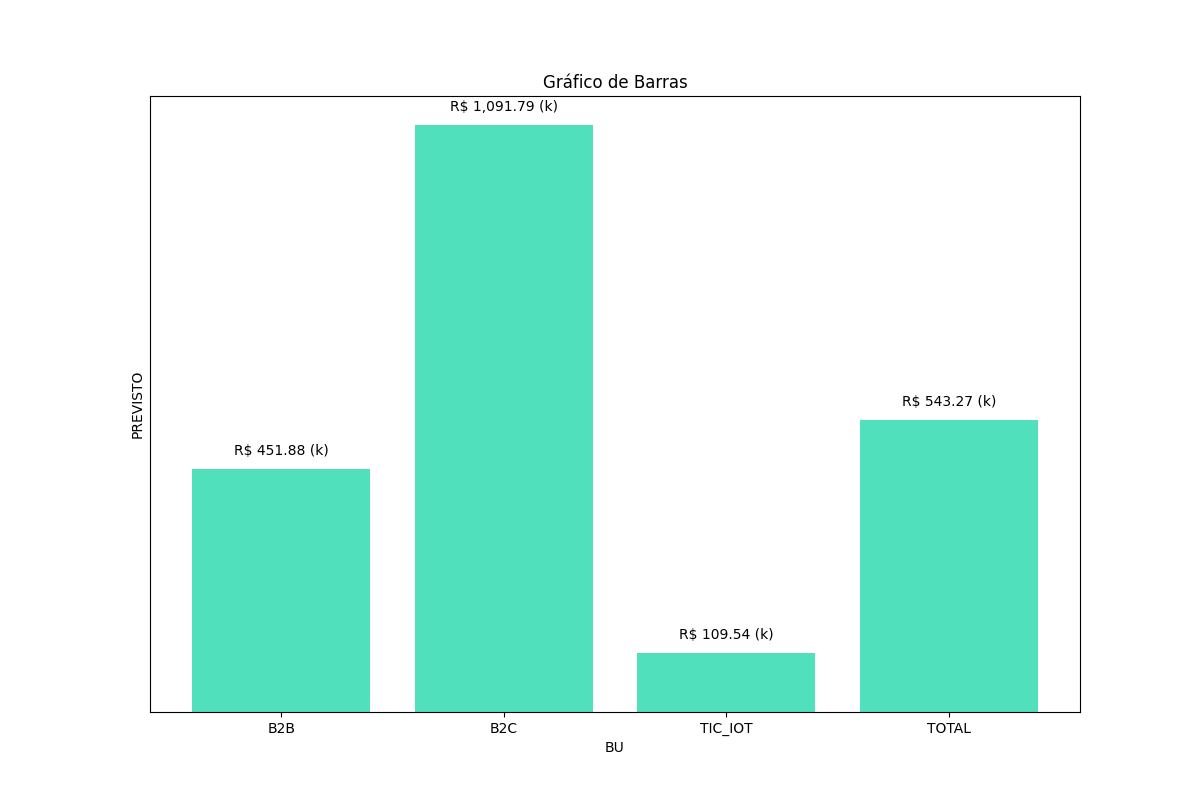 Gráfico de Barras
R$ 1,091.79 (k)
R$ 543.27 (k)
R$ 451.88 (k)
R$ 109.54 (k)
PREVISTO
B2B
B2C
TIC_IOT
TOTAL
BU